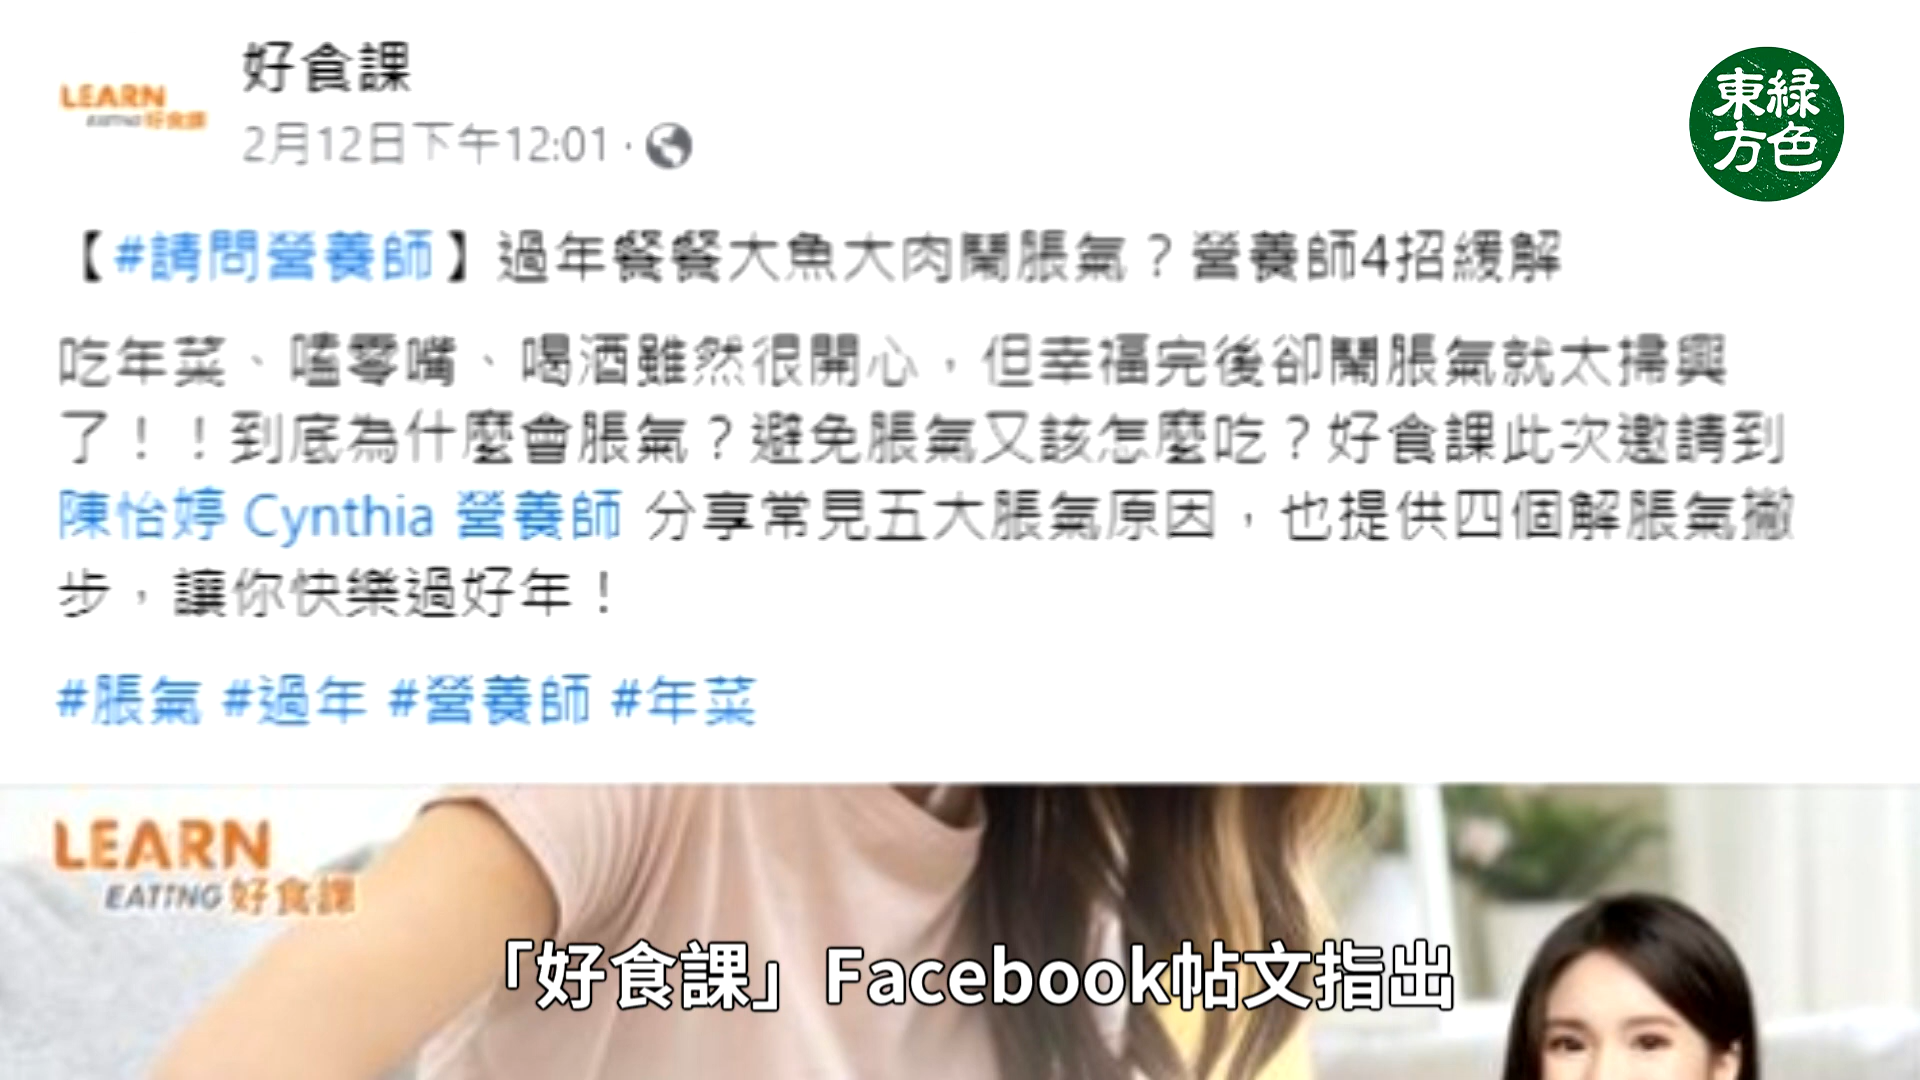 好食課
LEARN
EATING好食課
2月12日下午12:01 ·
東緑
方色
【#請問營養師】過年餐餐大魚大肉鬧脹氣？營養師4招緩解
吃年菜、嗑零嘴、喝酒雖然很開心，但幸福完後卻鬧脹氣就太掃興
了！！到底為什麼會脹氣？避免脹氣又該怎麼吃？好食課此次邀請到
陳怡婷 Cynthia 營養師 分享常見五大脹氣原因，也提供四個解脹氣撇
步，讓你快樂過好年！
#脹氣 #過年 #營養師 #年菜
LEARN
EATING 好食課
「好食課」Facebook帖文指出